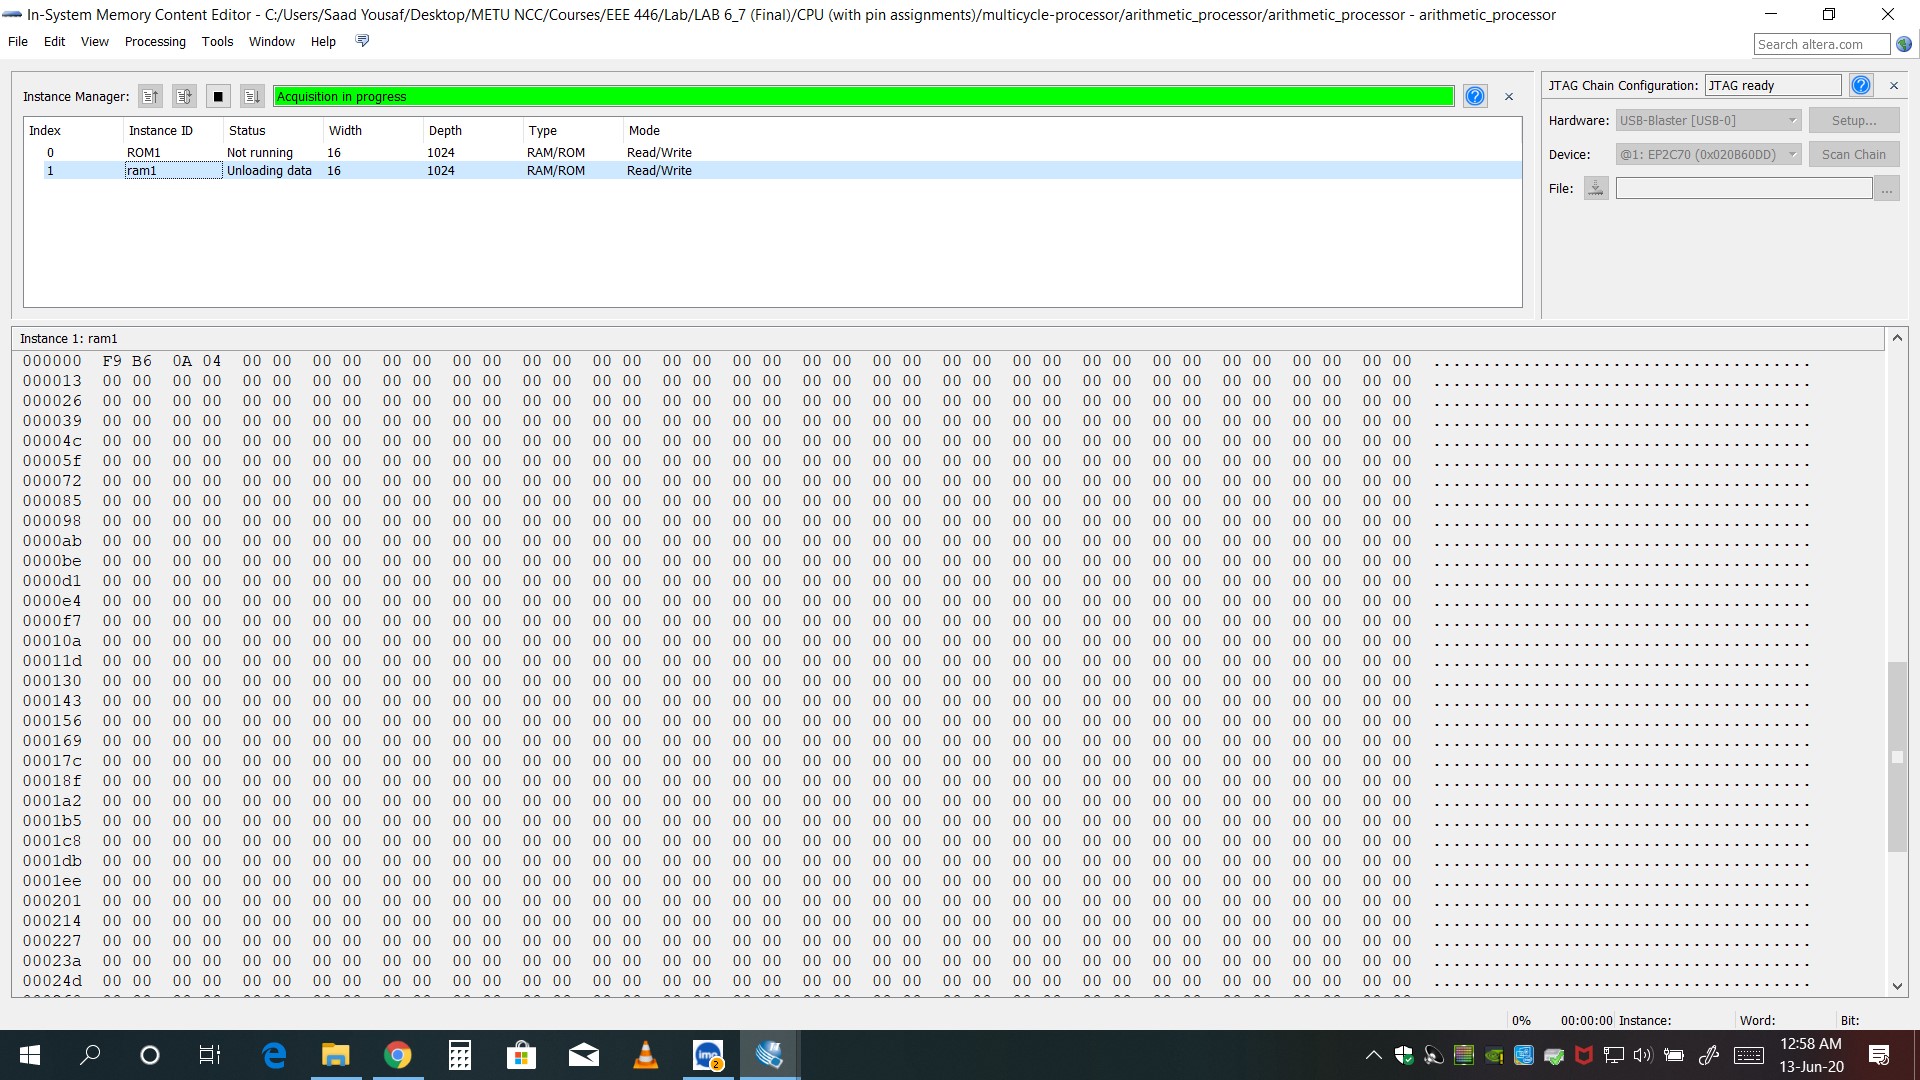 In-System Memory Content Editor - C:/Users/Saad Yousaf/Desktop/METU NCC/Courses/EEE 446/Lab/LAB 6_7 (Final)/CPU (with pin assignments)/multicycle-processor/arithmetic_processor/arithmetic_processor - arithmetic_processor
File Edit View Processing Tools Window Help
Search altera.com
Instance Manager: Acquisition in progress
Index Instance ID Status Width Depth Type Mode
0 ROM1 Not running 16 1024 RAM/ROM Read/Write
1 ram1 Unloading data 16 1024 RAM/ROM Read/Write
JTAG Chain Configuration: JTAG ready
Hardware: USB-Blaster [USB-0] Setup...
Device: @1: EP2C70 (0x020B60DD) Scan Chain
File: ...
Instance 1: ram1
000000 F9 B6 0A 04 00 00 00 00 00 00 00 00 00 00 00 00 00 00 00 00 00 00 00 00 00 00 00 00 00 00 00 00 00 00 00 00 00 00 ......................................
000013 00 00 00 00 00 00 00 00 00 00 00 00 00 00 00 00 00 00 00 00 00 00 00 00 00 00 00 00 00 00 00 00 00 00 00 00 00 00 ......................................
000026 00 00 00 00 00 00 00 00 00 00 00 00 00 00 00 00 00 00 00 00 00 00 00 00 00 00 00 00 00 00 00 00 00 00 00 00 00 00 ......................................
000039 00 00 00 00 00 00 00 00 00 00 00 00 00 00 00 00 00 00 00 00 00 00 00 00 00 00 00 00 00 00 00 00 00 00 00 00 00 00 ......................................
00004c 00 00 00 00 00 00 00 00 00 00 00 00 00 00 00 00 00 00 00 00 00 00 00 00 00 00 00 00 00 00 00 00 00 00 00 00 00 00 ......................................
00005f 00 00 00 00 00 00 00 00 00 00 00 00 00 00 00 00 00 00 00 00 00 00 00 00 00 00 00 00 00 00 00 00 00 00 00 00 00 00 ......................................
000072 00 00 00 00 00 00 00 00 00 00 00 00 00 00 00 00 00 00 00 00 00 00 00 00 00 00 00 00 00 00 00 00 00 00 00 00 00 00 ......................................
000085 00 00 00 00 00 00 00 00 00 00 00 00 00 00 00 00 00 00 00 00 00 00 00 00 00 00 00 00 00 00 00 00 00 00 00 00 00 00 ......................................
000098 00 00 00 00 00 00 00 00 00 00 00 00 00 00 00 00 00 00 00 00 00 00 00 00 00 00 00 00 00 00 00 00 00 00 00 00 00 00 ......................................
0000ab 00 00 00 00 00 00 00 00 00 00 00 00 00 00 00 00 00 00 00 00 00 00 00 00 00 00 00 00 00 00 00 00 00 00 00 00 00 00 ......................................
0000be 00 00 00 00 00 00 00 00 00 00 00 00 00 00 00 00 00 00 00 00 00 00 00 00 00 00 00 00 00 00 00 00 00 00 00 00 00 00 ......................................
0000d1 00 00 00 00 00 00 00 00 00 00 00 00 00 00 00 00 00 00 00 00 00 00 00 00 00 00 00 00 00 00 00 00 00 00 00 00 00 00 ......................................
0000e4 00 00 00 00 00 00 00 00 00 00 00 00 00 00 00 00 00 00 00 00 00 00 00 00 00 00 00 00 00 00 00 00 00 00 00 00 00 00 ......................................
0000f7 00 00 00 00 00 00 00 00 00 00 00 00 00 00 00 00 00 00 00 00 00 00 00 00 00 00 00 00 00 00 00 00 00 00 00 00 00 00 ......................................
00010a 00 00 00 00 00 00 00 00 00 00 00 00 00 00 00 00 00 00 00 00 00 00 00 00 00 00 00 00 00 00 00 00 00 00 00 00 00 00 ......................................
00011d 00 00 00 00 00 00 00 00 00 00 00 00 00 00 00 00 00 00 00 00 00 00 00 00 00 00 00 00 00 00 00 00 00 00 00 00 00 00 ......................................
000130 00 00 00 00 00 00 00 00 00 00 00 00 00 00 00 00 00 00 00 00 00 00 00 00 00 00 00 00 00 00 00 00 00 00 00 00 00 00 ......................................
000143 00 00 00 00 00 00 00 00 00 00 00 00 00 00 00 00 00 00 00 00 00 00 00 00 00 00 00 00 00 00 00 00 00 00 00 00 00 00 ......................................
000156 00 00 00 00 00 00 00 00 00 00 00 00 00 00 00 00 00 00 00 00 00 00 00 00 00 00 00 00 00 00 00 00 00 00 00 00 00 00 ......................................
000169 00 00 00 00 00 00 00 00 00 00 00 00 00 00 00 00 00 00 00 00 00 00 00 00 00 00 00 00 00 00 00 00 00 00 00 00 00 00 ......................................
00017c 00 00 00 00 00 00 00 00 00 00 00 00 00 00 00 00 00 00 00 00 00 00 00 00 00 00 00 00 00 00 00 00 00 00 00 00 00 00 ......................................
00018f 00 00 00 00 00 00 00 00 00 00 00 00 00 00 00 00 00 00 00 00 00 00 00 00 00 00 00 00 00 00 00 00 00 00 00 00 00 00 ......................................
0001a2 00 00 00 00 00 00 00 00 00 00 00 00 00 00 00 00 00 00 00 00 00 00 00 00 00 00 00 00 00 00 00 00 00 00 00 00 00 00 ......................................
0001b5 00 00 00 00 00 00 00 00 00 00 00 00 00 00 00 00 00 00 00 00 00 00 00 00 00 00 00 00 00 00 00 00 00 00 00 00 00 00 ......................................
0001c8 00 00 00 00 00 00 00 00 00 00 00 00 00 00 00 00 00 00 00 00 00 00 00 00 00 00 00 00 00 00 00 00 00 00 00 00 00 00 ......................................
0001db 00 00 00 00 00 00 00 00 00 00 00 00 00 00 00 00 00 00 00 00 00 00 00 00 00 00 00 00 00 00 00 00 00 00 00 00 00 00 ......................................
0001ee 00 00 00 00 00 00 00 00 00 00 00 00 00 00 00 00 00 00 00 00 00 00 00 00 00 00 00 00 00 00 00 00 00 00 00 00 00 00 ......................................
000201 00 00 00 00 00 00 00 00 00 00 00 00 00 00 00 00 00 00 00 00 00 00 00 00 00 00 00 00 00 00 00 00 00 00 00 00 00 00 ......................................
000214 00 00 00 00 00 00 00 00 00 00 00 00 00 00 00 00 00 00 00 00 00 00 00 00 00 00 00 00 00 00 00 00 00 00 00 00 00 00 ......................................
000227 00 00 00 00 00 00 00 00 00 00 00 00 00 00 00 00 00 00 00 00 00 00 00 00 00 00 00 00 00 00 00 00 00 00 00 00 00 00 ......................................
00023a 00 00 00 00 00 00 00 00 00 00 00 00 00 00 00 00 00 00 00 00 00 00 00 00 00 00 00 00 00 00 00 00 00 00 00 00 00 00 ......................................
00024d 00 00 00 00 00 00 00 00 00 00 00 00 00 00 00 00 00 00 00 00 00 00 00 00 00 00 00 00 00 00 00 00 00 00 00 00 00 00 ......................................
0% 00:00:00 Instance: Word: Bit:
imo 2
12:58 AM
13-Jun-20